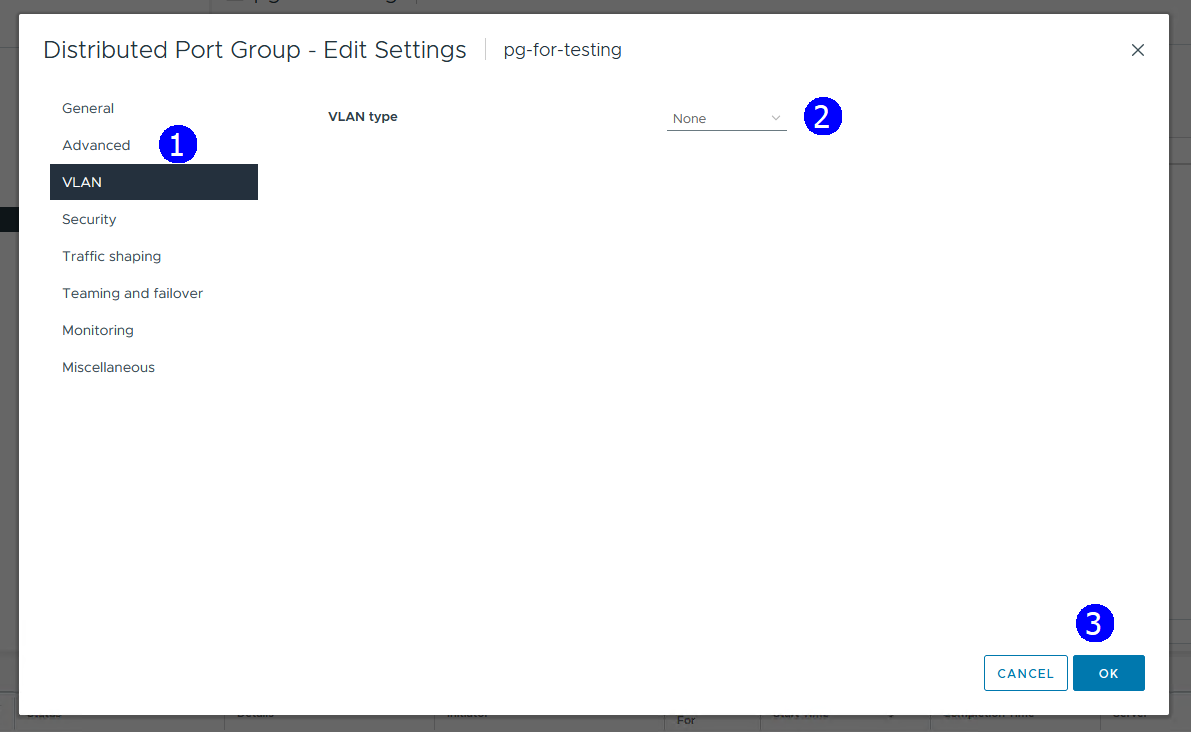 Distributed Port Group - Edit Settings pg-for-testing
General
VLAN type None 2
Advanced 1
VLAN
Security
Traffic shaping
Teaming and failover
Monitoring
Miscellaneous
3
CANCEL OK
For